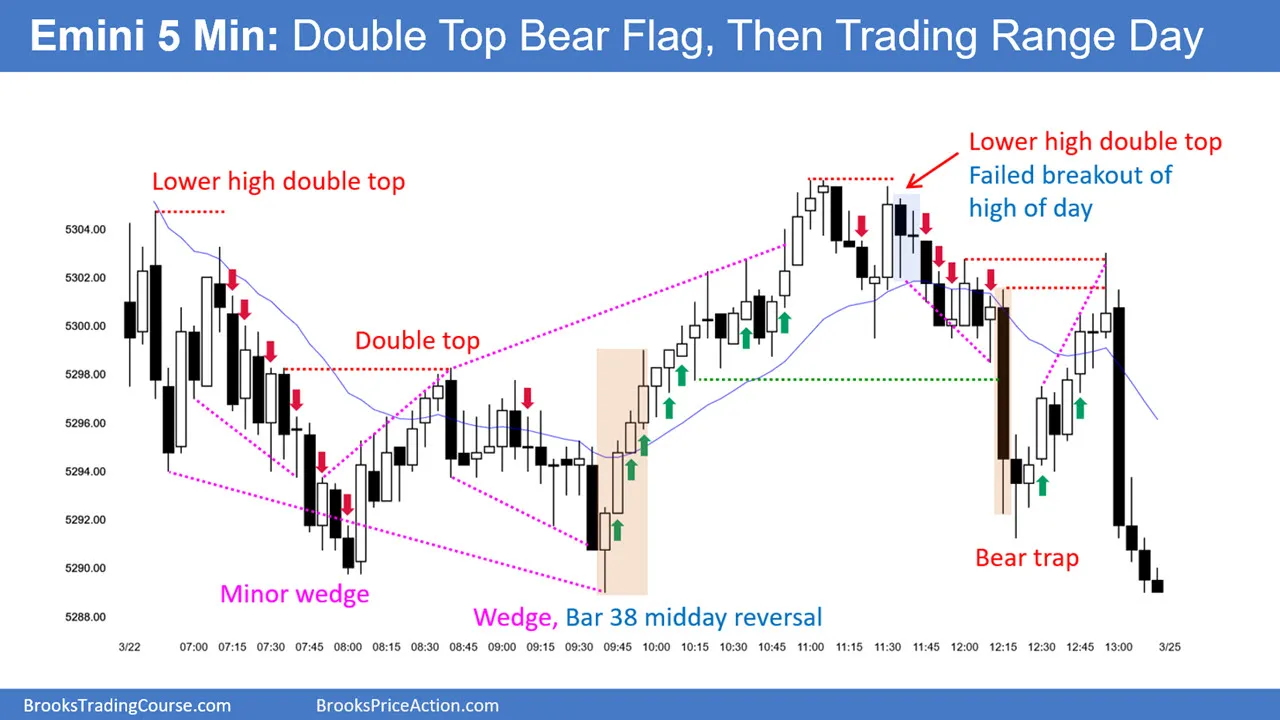 Emini 5 Min: Double Top Bear Flag, Then Trading Range Day
Lower high double top
Failed breakout of
high of day
Lower high double top
Double top
5304.00
5302.00
5300.00
5298.00
5296.00
5294.00
5292.00
5290.00
5288.00
Bear trap
Minor wedge
Wedge, Bar 38 midday reversal
3/22 07:00 07:15 07:30 07:45 08:00 08:15 08:30 08:45 09:00 09:15 09:30 09:45 10:00 10:15 10:30 10:45 11:00 11:15 11:30 11:45 12:00 12:15 12:30 12:45 13:00 3/25
BrooksTradingCourse.com BrooksPriceAction.com